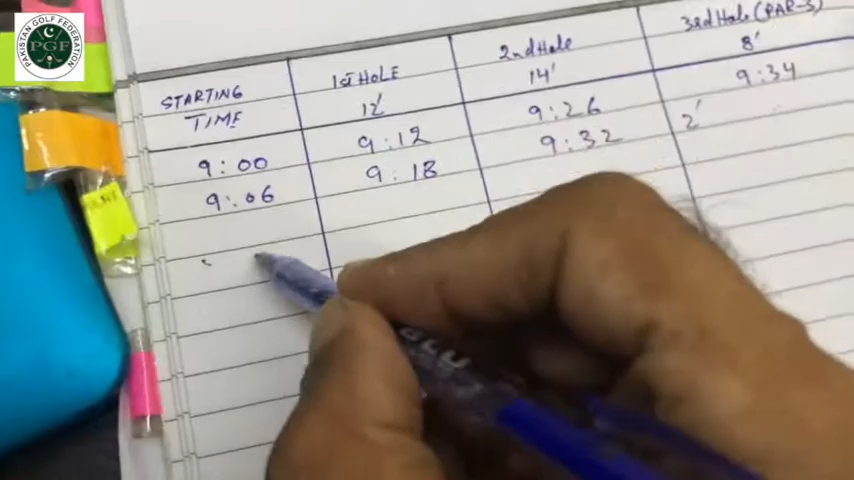 PAKISTAN GOLF FEDERATION
PGF
STARTING TIME
1st HOLE 12'
2nd Hole 14'
3rd Hole (PAR-3) 8'
9:00 9:12 9:26 9:34
9:06 9:18 9:32 2'